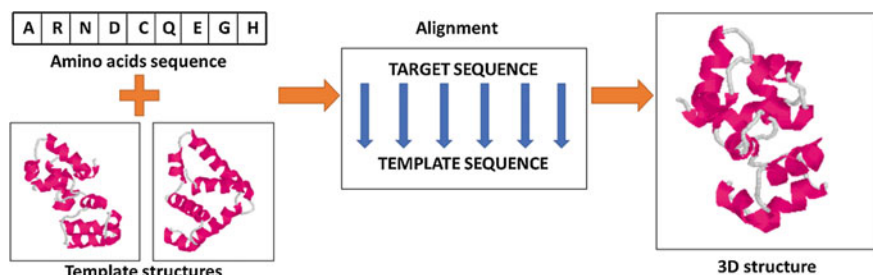 A R N D C Q E G H
Amino acids sequence
Template structures
Alignment
TARGET SEQUENCE
TEMPLATE SEQUENCE
3D structure